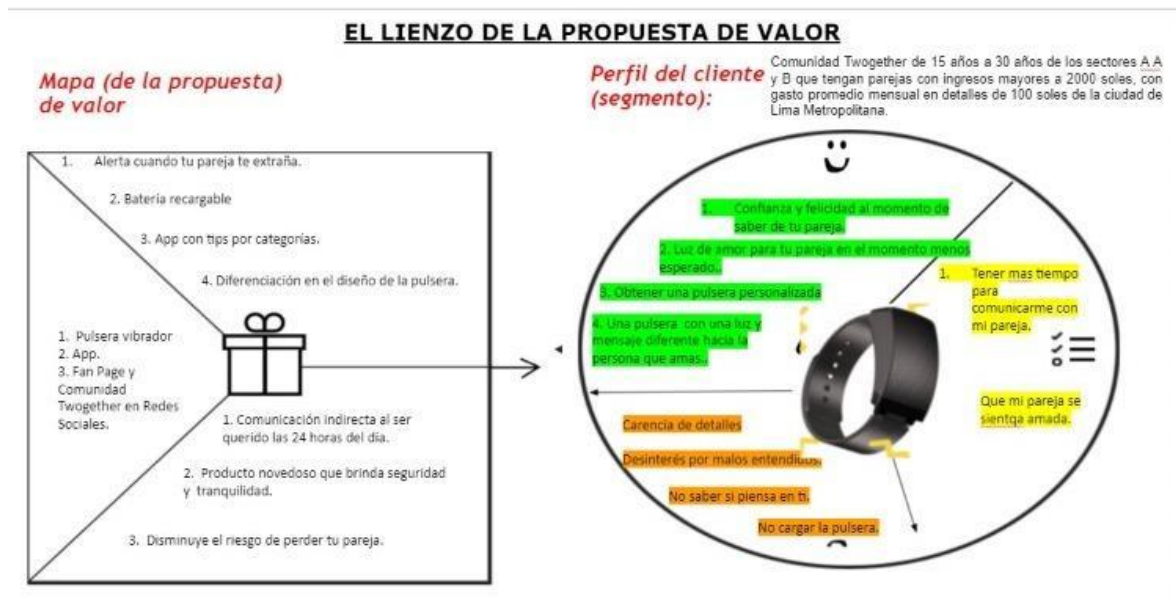 EL LIENZO DE LA PROPUESTA DE VALOR
Mapa (de la propuesta)
de valor
Perfil del cliente
(segmento):
Comunidad Twogether de 15 años a 30 años de los sectores A A
y B que tengan parejas con ingresos mayores a 2000 soles, con
gasto promedio mensual en detalles de 100 soles de la ciudad de
Lima Metropolitana.
1. Alerta cuando tu pareja te extraña.
2. Batería recargable
3. App con tips por categorías.
4. Diferenciación en el diseño de la pulsera.
1. Pulsera vibrador
2. App.
3. Fan Page y
Comunidad
Twogether en Redes
Sociales.
1. Comunicación indirecta al ser
querido las 24 horas del día.
2. Producto novedoso que brinda seguridad
y tranquilidad.
3. Disminuye el riesgo de perder tu pareja.
1. Confianza y felicidad al momento de
saber de tu pareja.
2. Luz de amor para tu pareja en el momento menos
esperado..
3. Obtener una pulsera personalizada
4. Una pulsera con una luz y
mensaje diferente hacia la
persona que amas..
1. Tener mas tiempo
para
comunicarme con
mi pareja.
Que mi pareja se
sientqa amada.
Carencia de detalles
Desinterés por malos entendidos.
No saber si piensa en ti.
No cargar la pulsera.